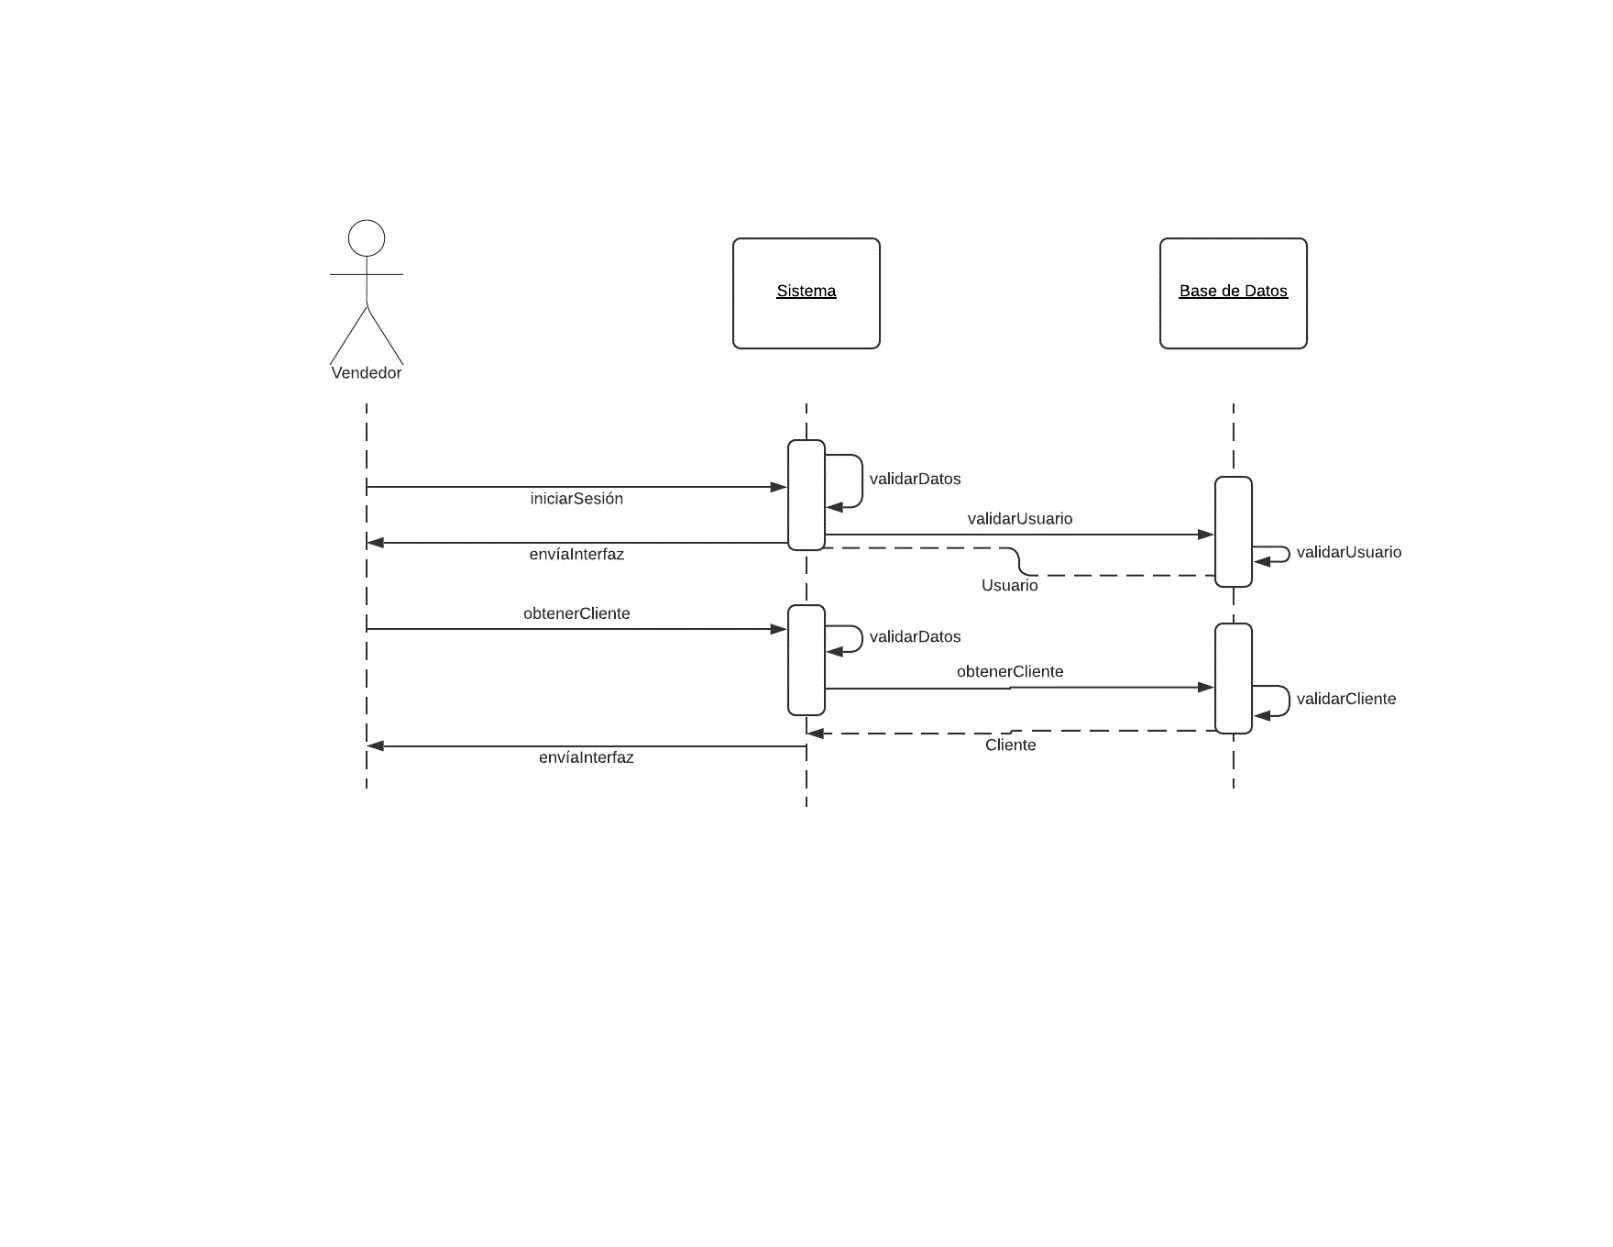 Sistema
Base de Datos
Vendedor
validarDatos
iniciarSesión
validarUsuario
envíaInterfaz
validarUsuario
Usuario
obtenerCliente
validarDatos
obtenerCliente
validarCliente
Cliente
envíaInterfaz